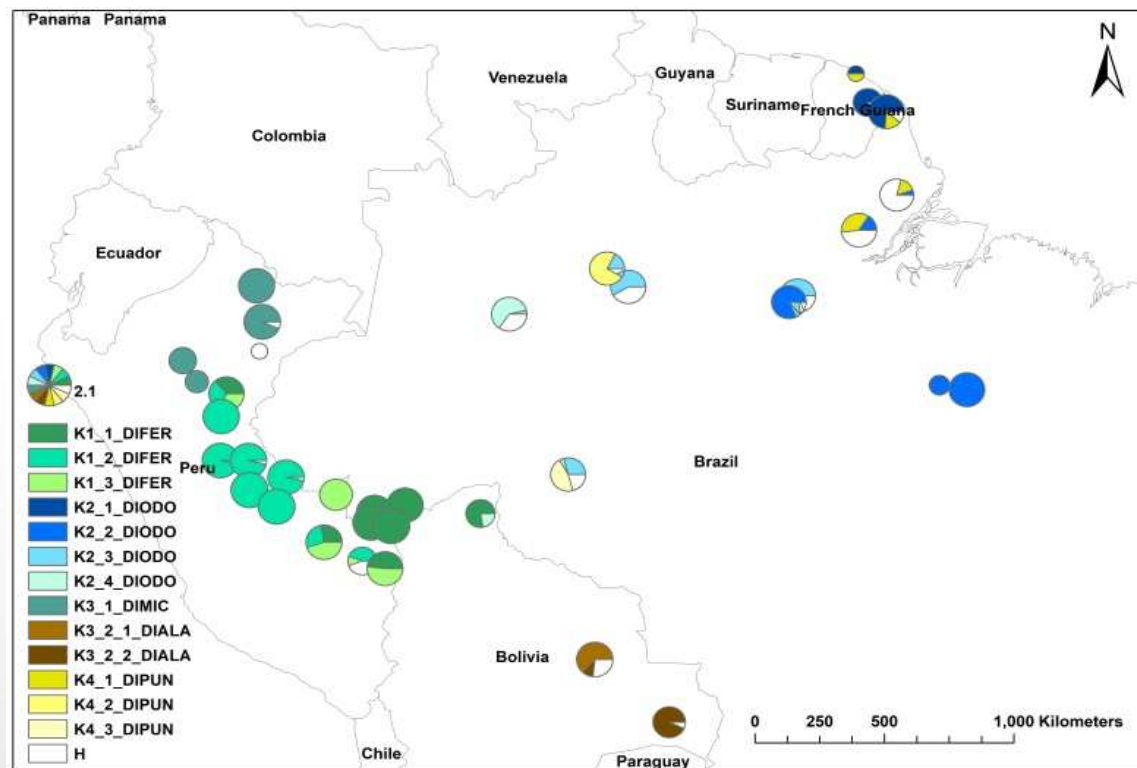 Panama Panama
N
Venezuela
Guyana
Suriname
French Guiana
Colombia
Ecuador
2.1
K1_1_DIFER
K1_2_DIFER
K1_3_DIFER
K2_1_DIODO
K2_2_DIODO
K2_3_DIODO
K2_4_DIODO
K3_1_DIMIC
K3_2_1_DIALA
K3_2_2_DIALA
K4_1_DIPUN
K4_2_DIPUN
K4_3_DIPUN
H
Peru
Brazil
Bolivia
Chile
Paraguay
0 250 500 1,000 Kilometers